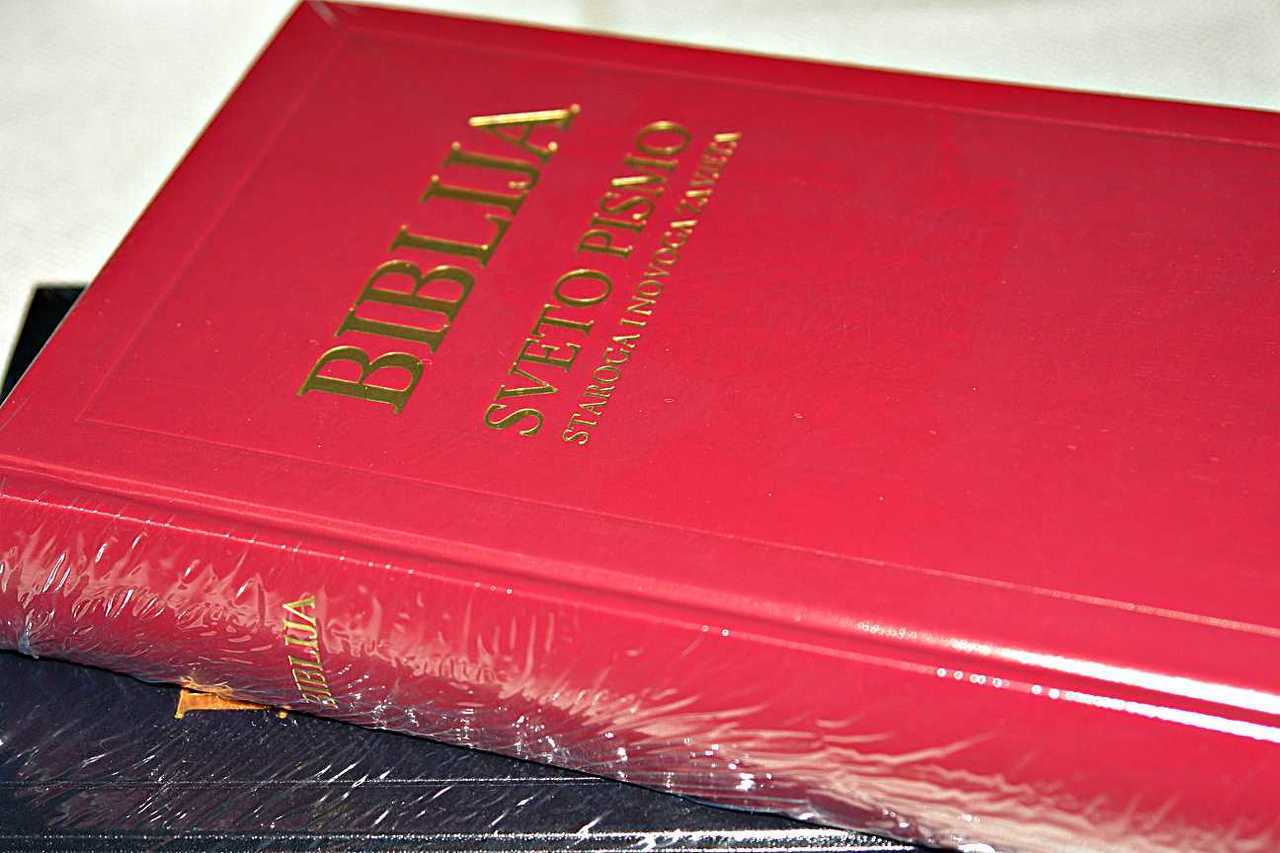 BIBLIJA
SVETO PISMO
STAROGA I NOVOGA ZAVJETA
BIBLIJA